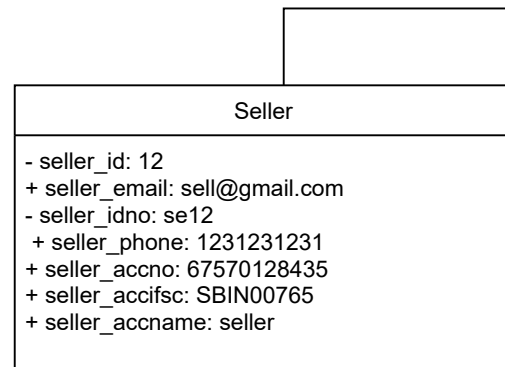 Seller
- seller_id: 12
+ seller_email: sell@gmail.com
- seller_idno: se12
+ seller_phone: 1231231231
+ seller_accno: 67570128435
+ seller_accifsc: SBIN00765
+ seller_accname: seller